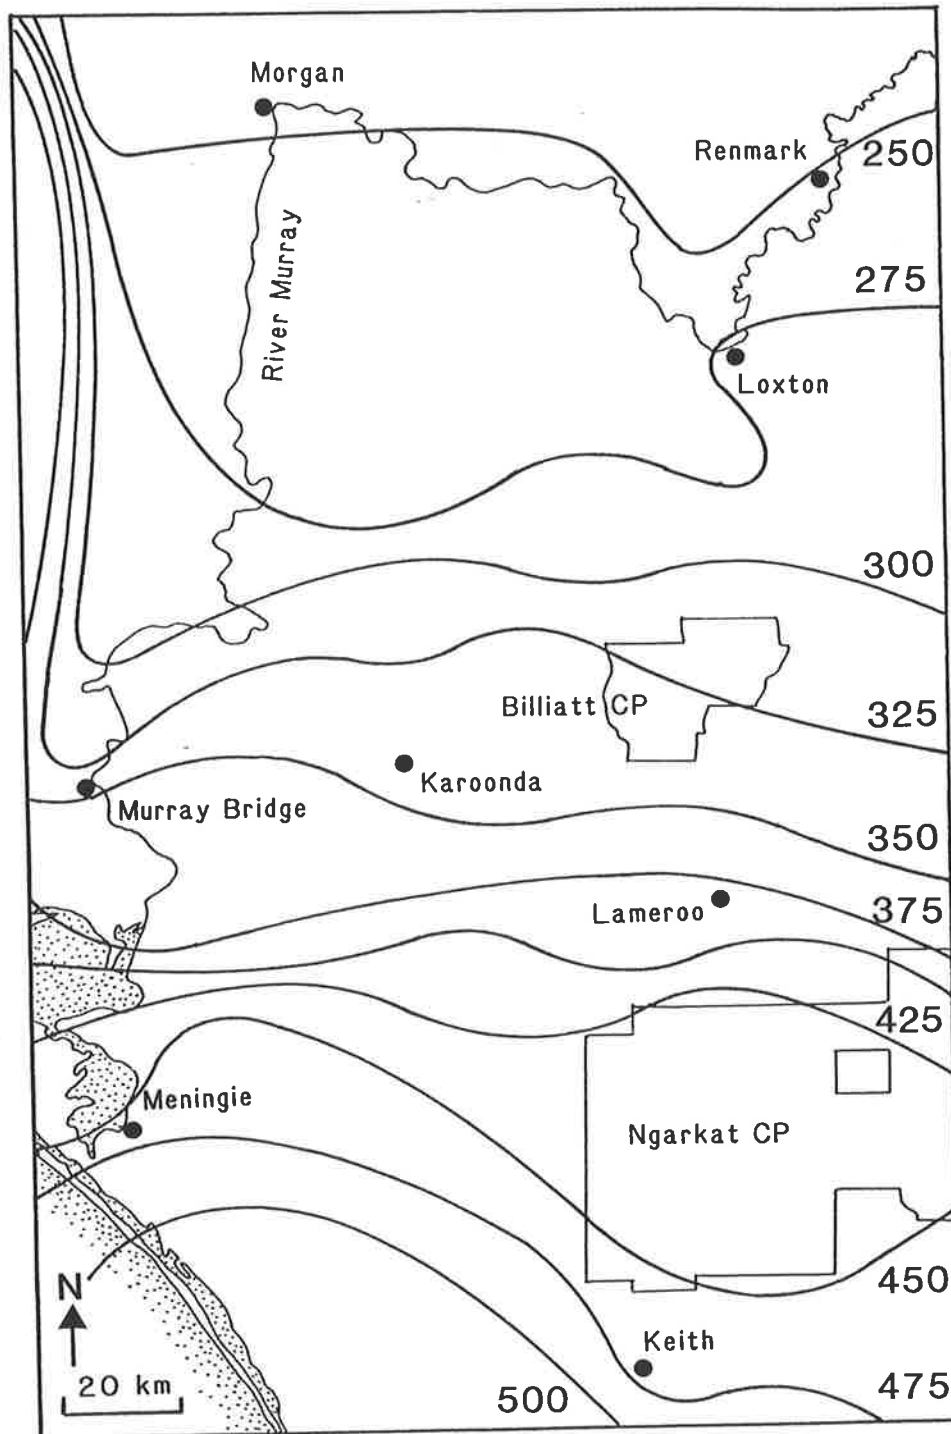 Morgan
Renmark
250
River Murray
275
Loxton
300
Billiatt CP
325
Karoonda
Murray Bridge
350
Lameroo
375
425
Meningie
Ngarkat CP
N
450
Keith
20 km
500
475